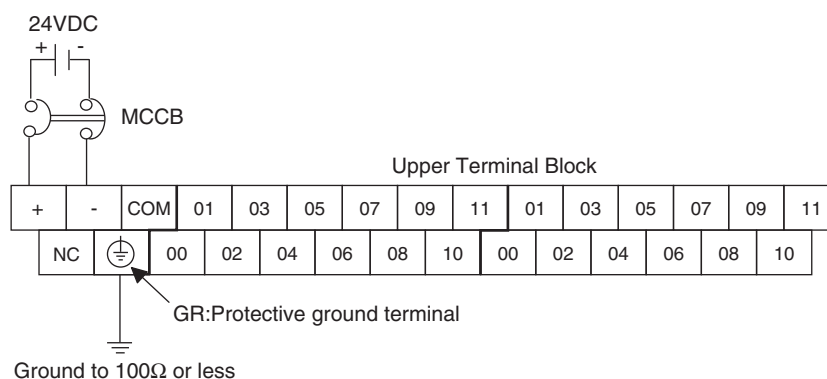 24VDC
+ -
MCCB
Upper Terminal Block
+ - COM 01 03 05 07 09 11 01 03 05 07 09 11
NC 00 02 04 06 08 10 00 02 04 06 08 10
GR:Protective ground terminal
Ground to 100Ω or less